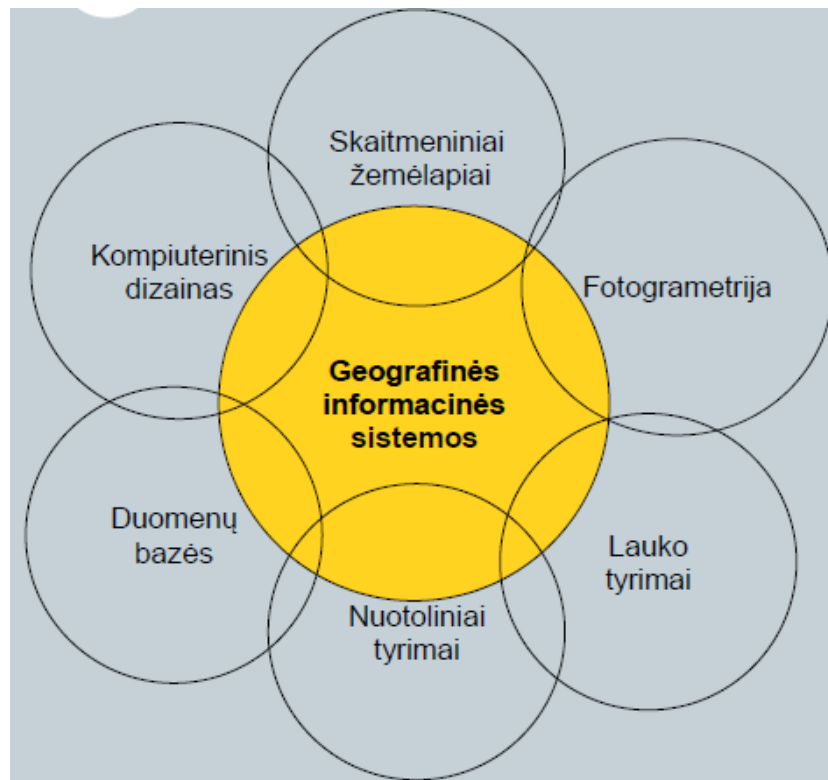 Skaitmeniniai
žemėlapiai
Kompiuterinis
dizainas
Fotogrametrija
Geografinės
informacinės
sistemos
Duomenų
bazės
Lauko
tyrimai
Nuotoliniai
tyrimai